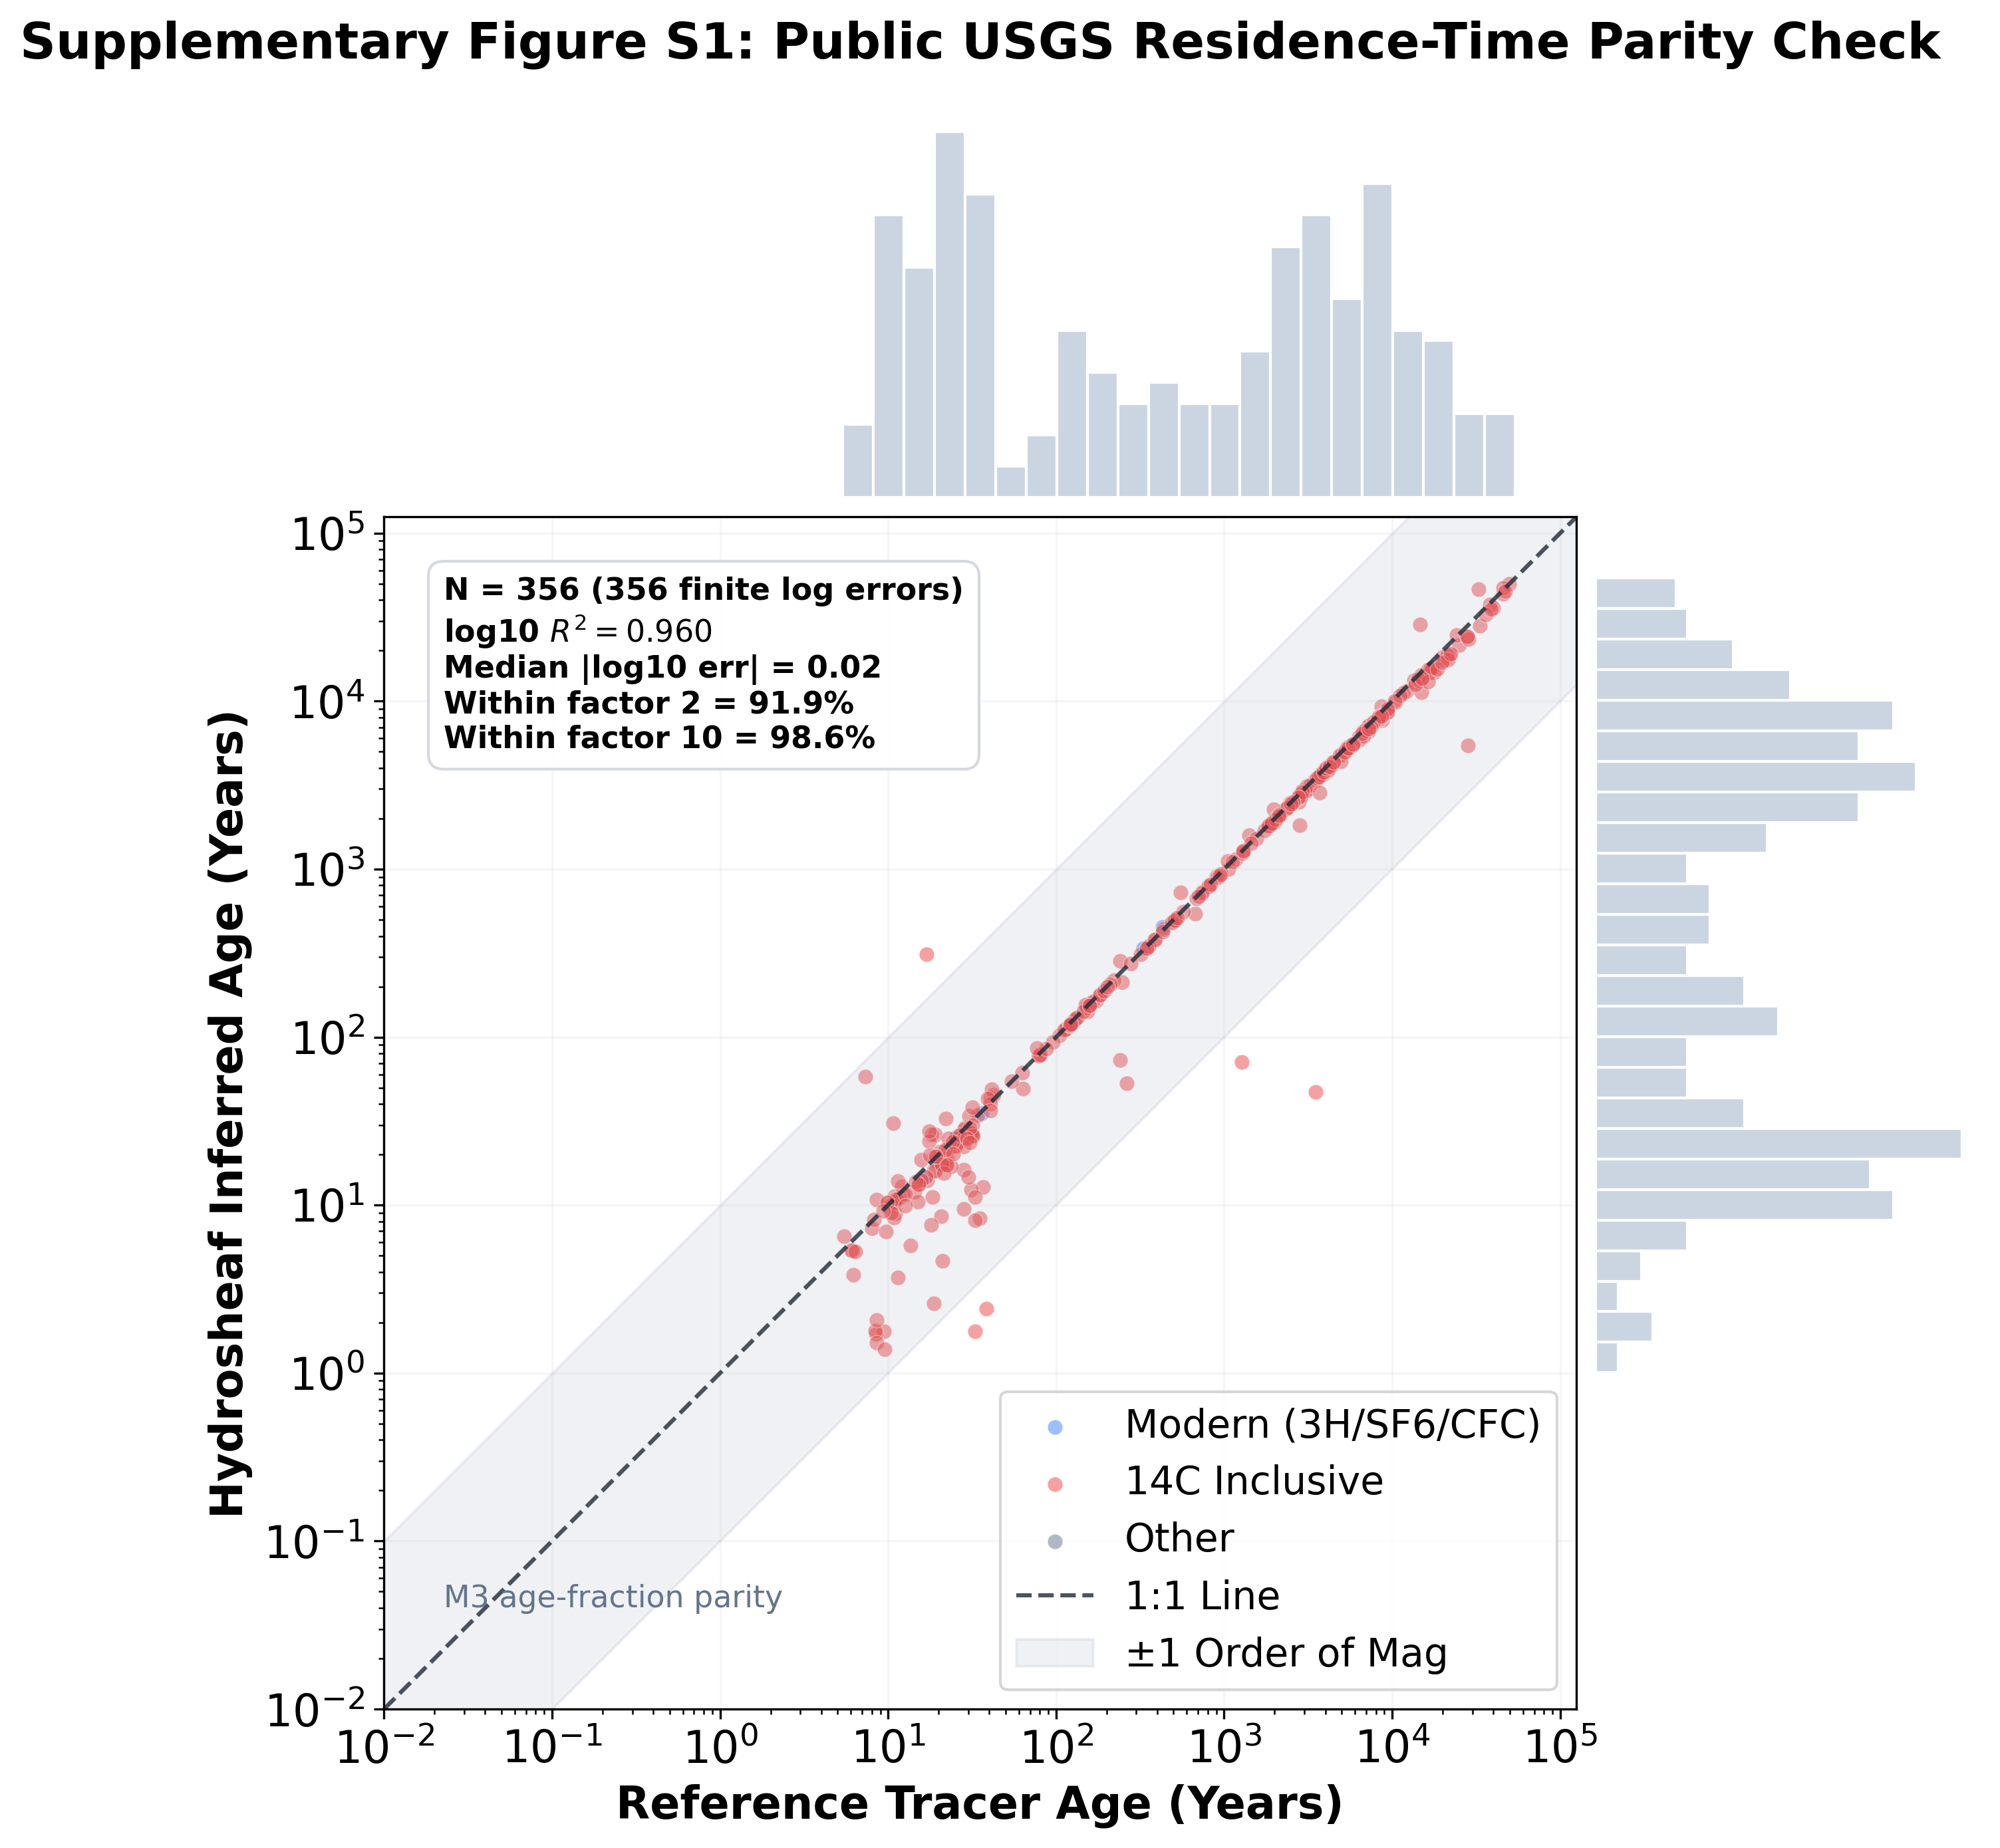 Supplementary Figure S1: Public USGS Residence-Time Parity Check
N = 356 (356 finite log errors)
log10 R² = 0.960
Median |log10 err| = 0.02
Within factor 2 = 91.9%
Within factor 10 = 98.6%
Hydrosheaf Inferred Age (Years)
10⁵
10⁴
10³
10²
10¹
10⁰
10⁻¹
10⁻²
M3 age-fraction parity
Modern (3H/SF6/CFC)
14C Inclusive
Other
1:1 Line
±1 Order of Mag
10⁻² 10⁻¹ 10⁰ 10¹ 10² 10³ 10⁴ 10⁵
Reference Tracer Age (Years)